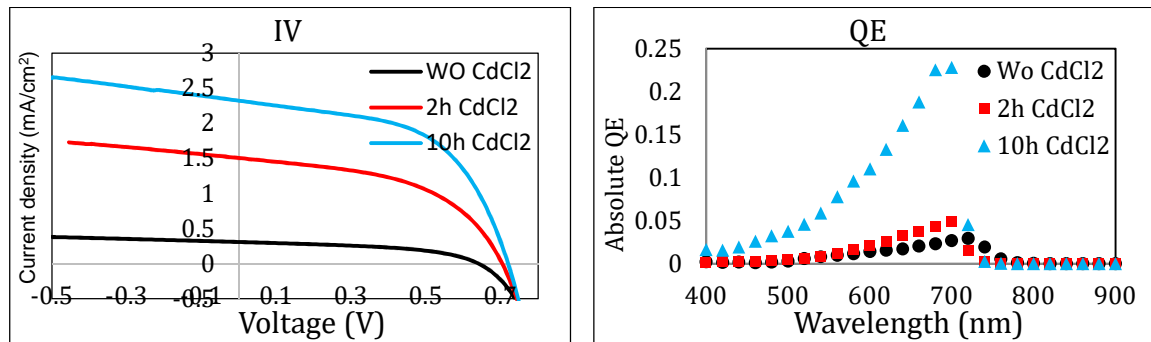 IV
Current density (mA/cm²)
3
2.5
2
1.5
1
0.5
0
-0.5
-0.5 -0.3 -0.1 0.1 0.3 0.5 0.7
Voltage (V)
WO CdCl2
2h CdCl2
10h CdCl2
QE
Absolute QE
0.25
0.2
0.15
0.1
0.05
0
400 500 600 700 800 900
Wavelength (nm)
Wo CdCl2
2h CdCl2
10h CdCl2